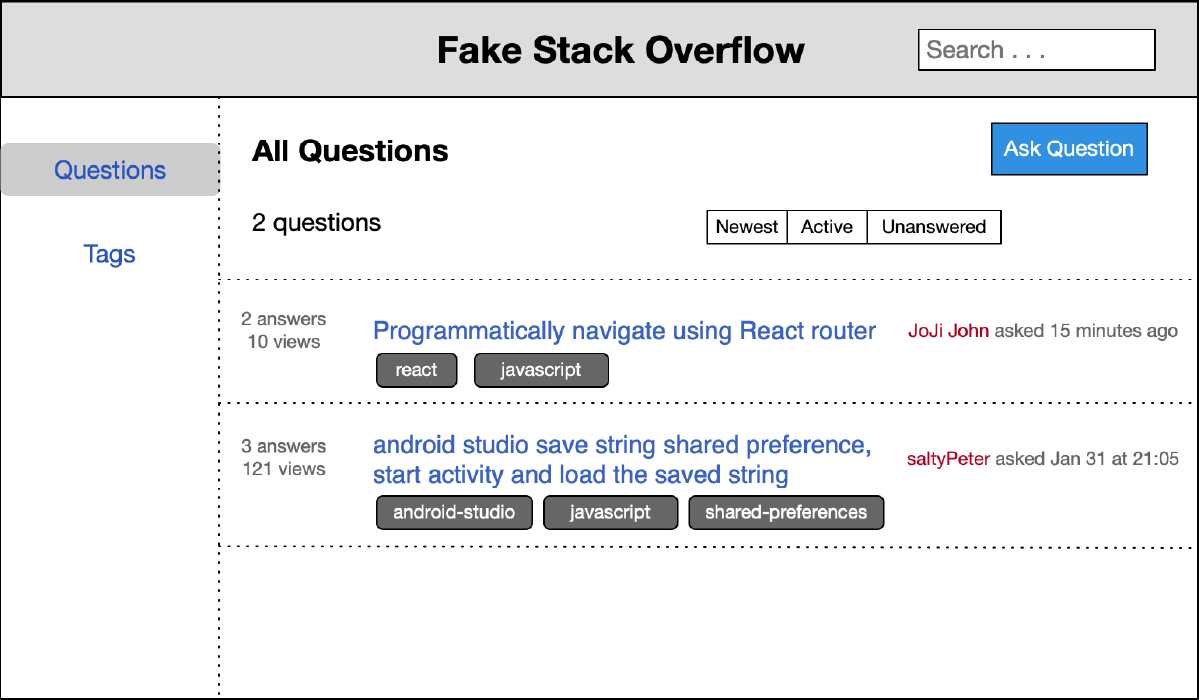 Fake Stack Overflow
Search . . .
Questions
Tags
All Questions
Ask Question
2 questions
Newest
Active
Unanswered
2 answers
10 views
Programmatically navigate using React router
react
javascript
JoJi John asked 15 minutes ago
3 answers
121 views
android studio save string shared preference,
start activity and load the saved string
android-studio
javascript
shared-preferences
saltyPeter asked Jan 31 at 21:05